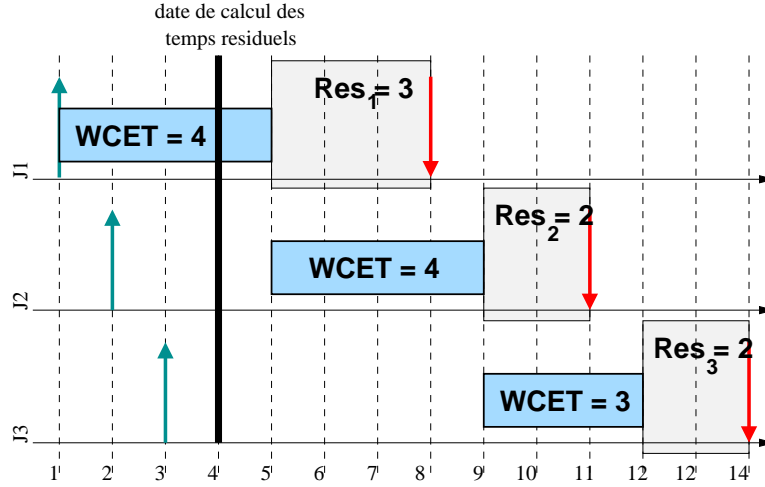 date de calcul des
temps residuels
Res1 = 3
WCET = 4
J1
Res2 = 2
WCET = 4
J2
Res3 = 2
WCET = 3
J3
1 2 3 4 5 6 7 8 9 10 11 12 12 14